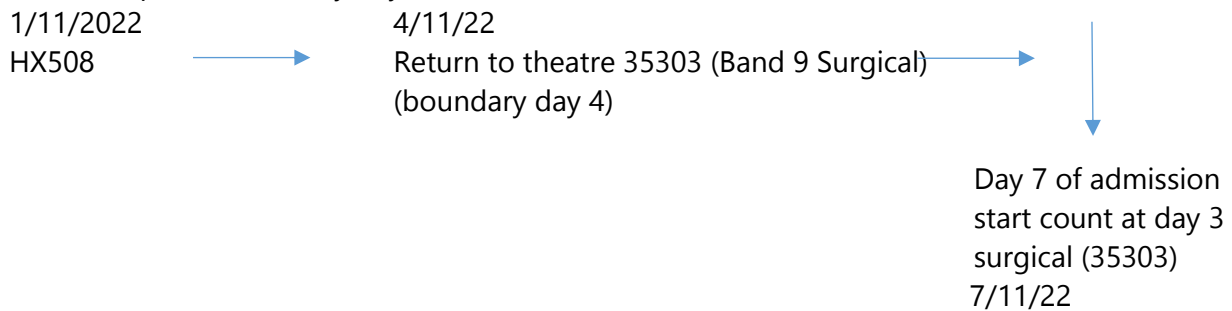 1/11/2022
HX508
4/11/22
Return to theatre 35303 (Band 9 Surgical)
(boundary day 4)
Day 7 of admission
start count at day 3
surgical (35303)
7/11/22